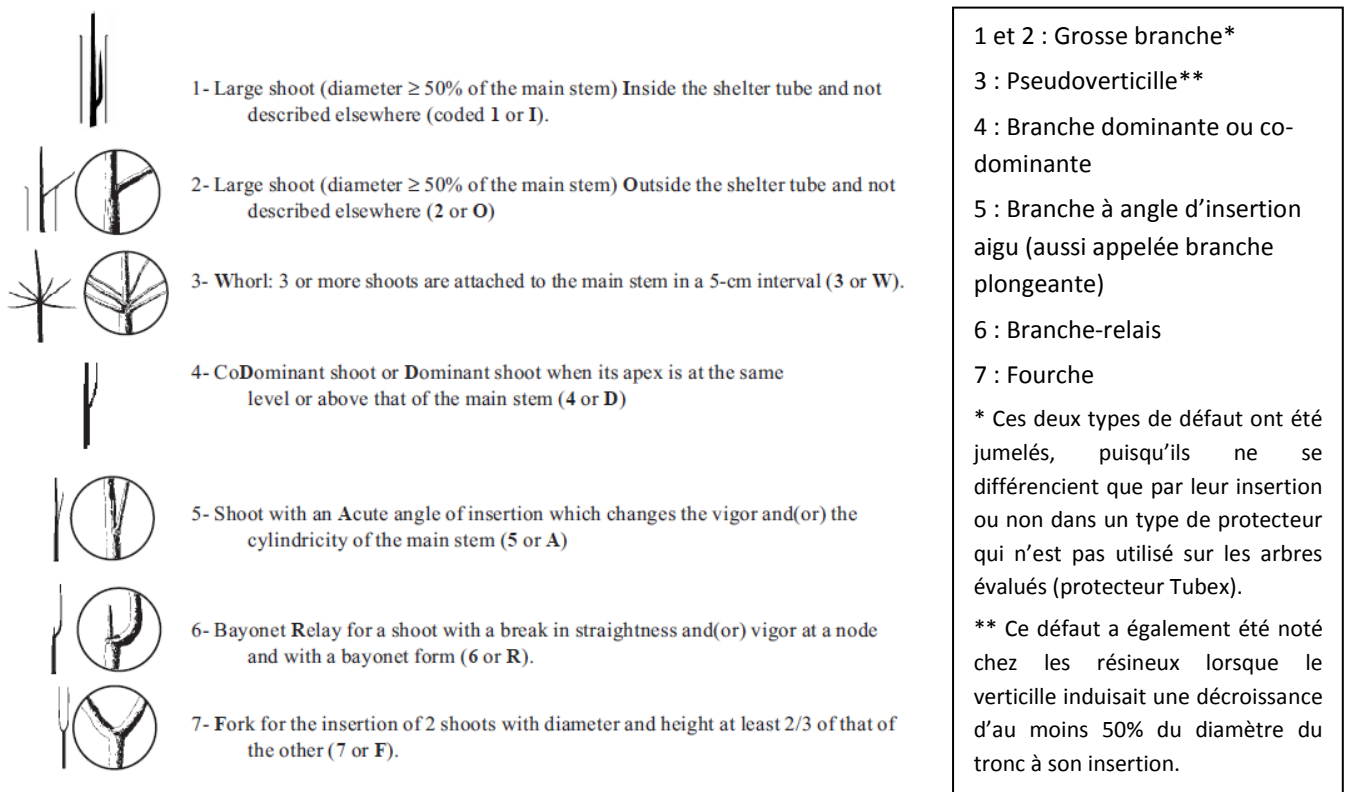 1- Large shoot (diameter ≥ 50% of the main stem) Inside the shelter tube and not
described elsewhere (coded 1 or I).
2- Large shoot (diameter ≥ 50% of the main stem) Outside the shelter tube and not
described elsewhere (2 or O)
3- Whorl: 3 or more shoots are attached to the main stem in a 5-cm interval (3 or W).
4- CoDominant shoot or Dominant shoot when its apex is at the same
level or above that of the main stem (4 or D)
5- Shoot with an Acute angle of insertion which changes the vigor and(or) the
cylindricity of the main stem (5 or A)
6- Bayonet Relay for a shoot with a break in straightness and(or) vigor at a node
and with a bayonet form (6 or R).
7- Fork for the insertion of 2 shoots with diameter and height at least 2/3 of that of
the other (7 or F).
1 et 2 : Grosse branche*
3 : Pseudoverticille**
4 : Branche dominante ou co-
dominante
5 : Branche à angle d'insertion
aigu (aussi appelée branche
plongeante)
6 : Branche-relais
7 : Fourche
* Ces deux types de défaut ont été
jumelés, puisqu'ils ne se
différencient que par leur insertion
ou non dans un type de protecteur
qui n'est pas utilisé sur les arbres
évalués (protecteur Tubex).
** Ce défaut a également été noté
chez les résineux lorsque le
verticille induisait une décroissance
d'au moins 50% du diamètre du
tronc à son insertion.